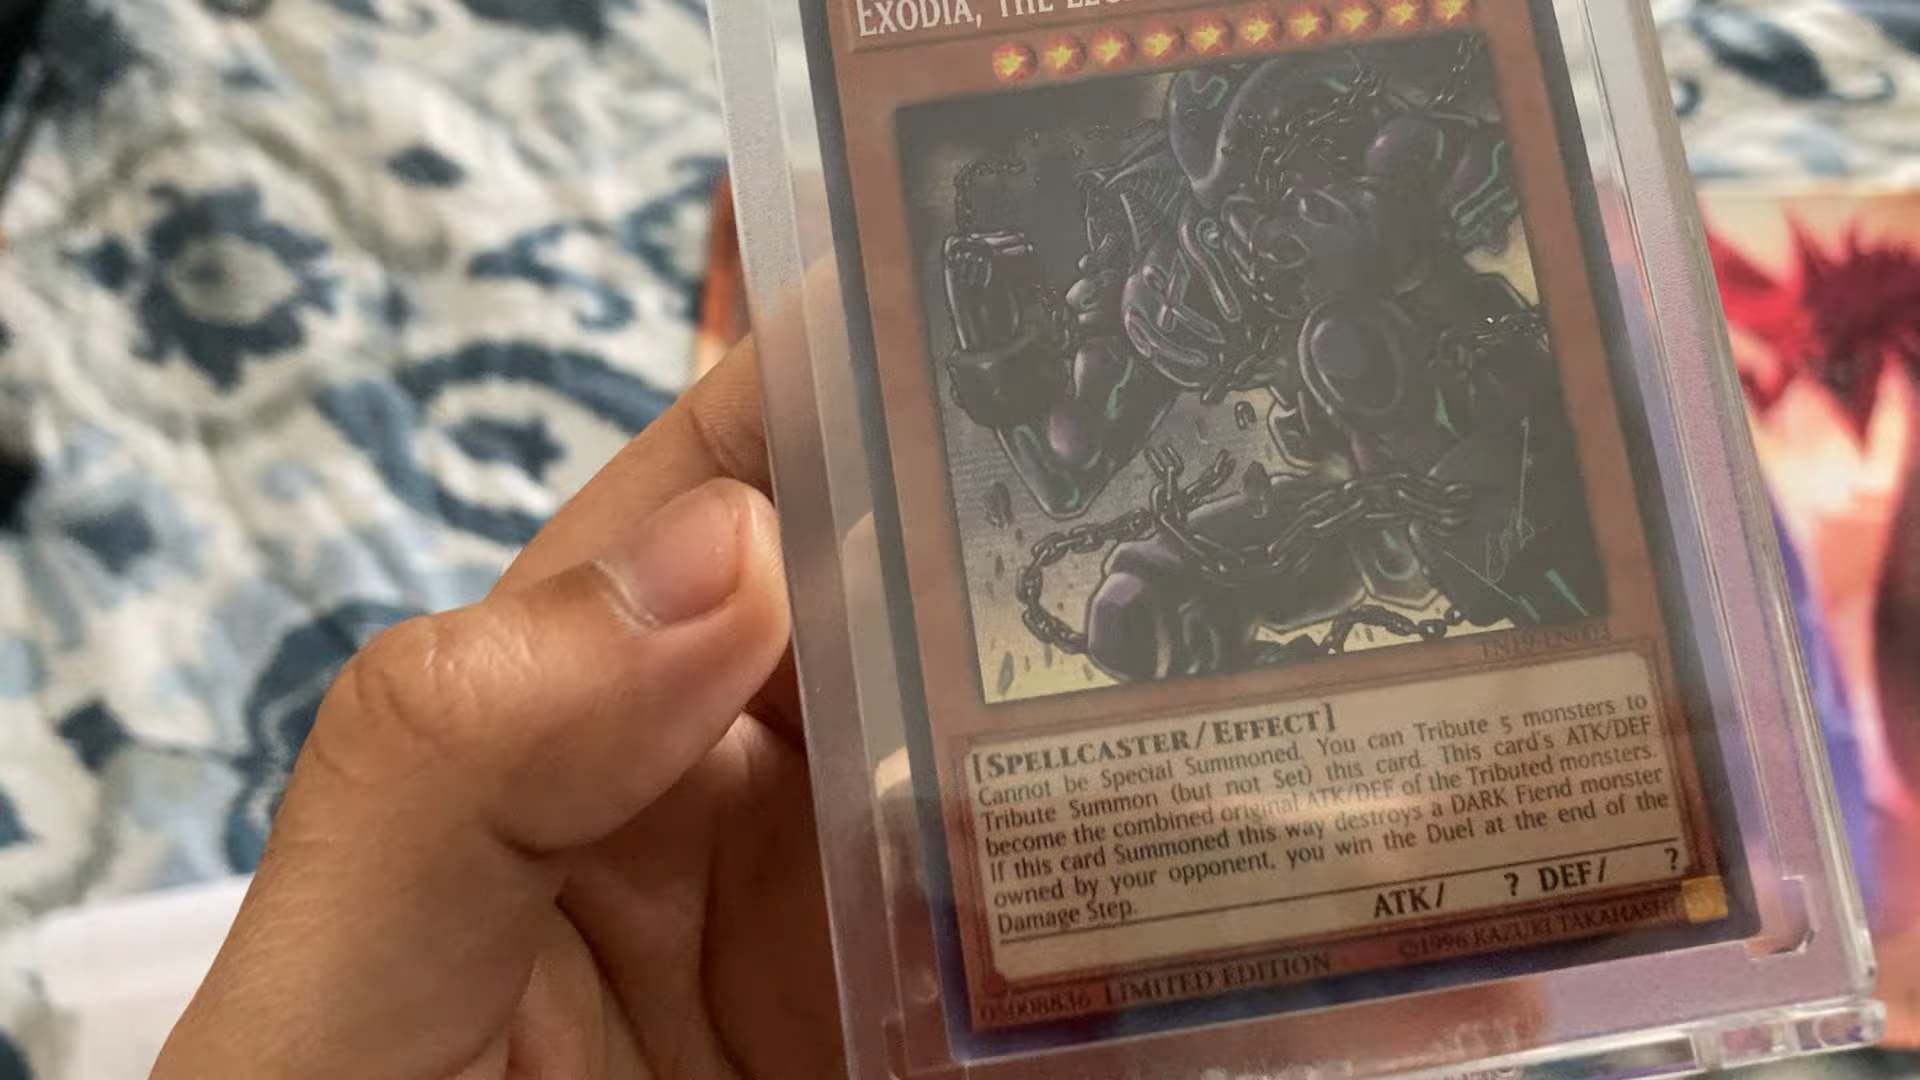 EXODIA, THE
TN19-EN003
[SPELLCASTER/EFFECT]
Cannot be Special Summoned. You can Tribute 5 monsters to
Tribute Summon (but not Set) this card. This card's ATK/DEF
become the combined original ATK/DEF of the Tributed monsters.
If this card Summoned this way destroys a DARK Fiend monster
owned by your opponent, you win the Duel at the end of the
Damage Step.
ATK/ ? DEF/ ?
05008836 LIMITED EDITION ©1996 KAZUKI TAKAHASHI